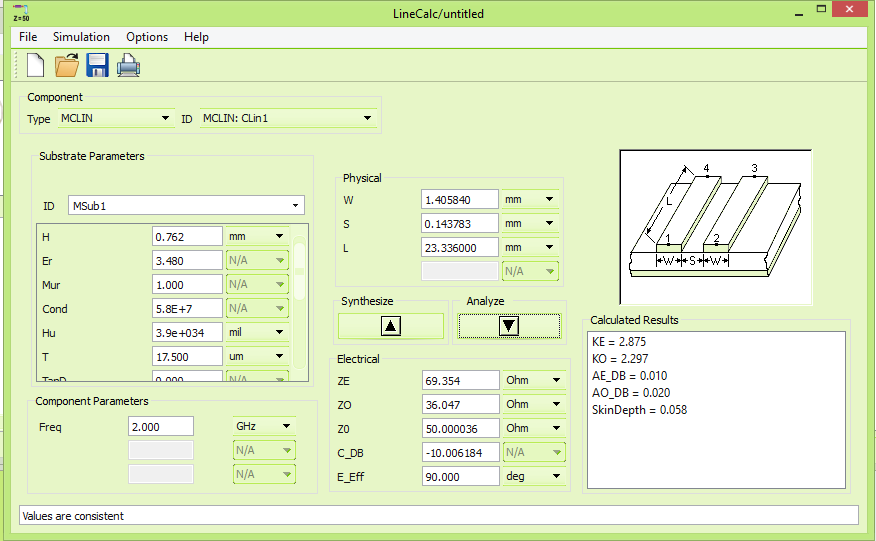 LineCalc/untitled
Z=50
File Simulation Options Help
Component
Type MCLIN ID MCLIN: CLin1
Substrate Parameters
ID MSub1
H 0.762 mm
Er 3.480 N/A
Mur 1.000 N/A
Cond 5.8E+7 N/A
Hu 3.9e+034 mil
T 17.500 um
TanD 0.000 N/A
Component Parameters
Freq 2.000 GHz
N/A
N/A
Physical
W 1.405840 mm
S 0.143783 mm
L 23.336000 mm
N/A
Synthesize Analyze
Electrical
ZE 69.354 Ohm
ZO 36.047 Ohm
Z0 50.000036 Ohm
C_DB -10.006184 N/A
E_Eff 90.000 deg
4 3
L
1 2
W S W
Calculated Results
KE = 2.875
KO = 2.297
AE_DB = 0.010
AO_DB = 0.020
SkinDepth = 0.058
Values are consistent